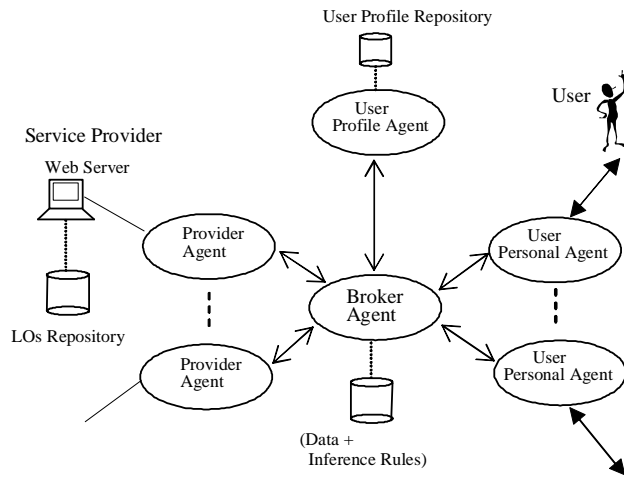 User Profile Repository
User
Profile Agent
User
Service Provider
Web Server
Provider
Agent
User
Personal Agent
Broker
Agent
LOs Repository
Provider
Agent
User
Personal Agent
(Data +
Inference Rules)